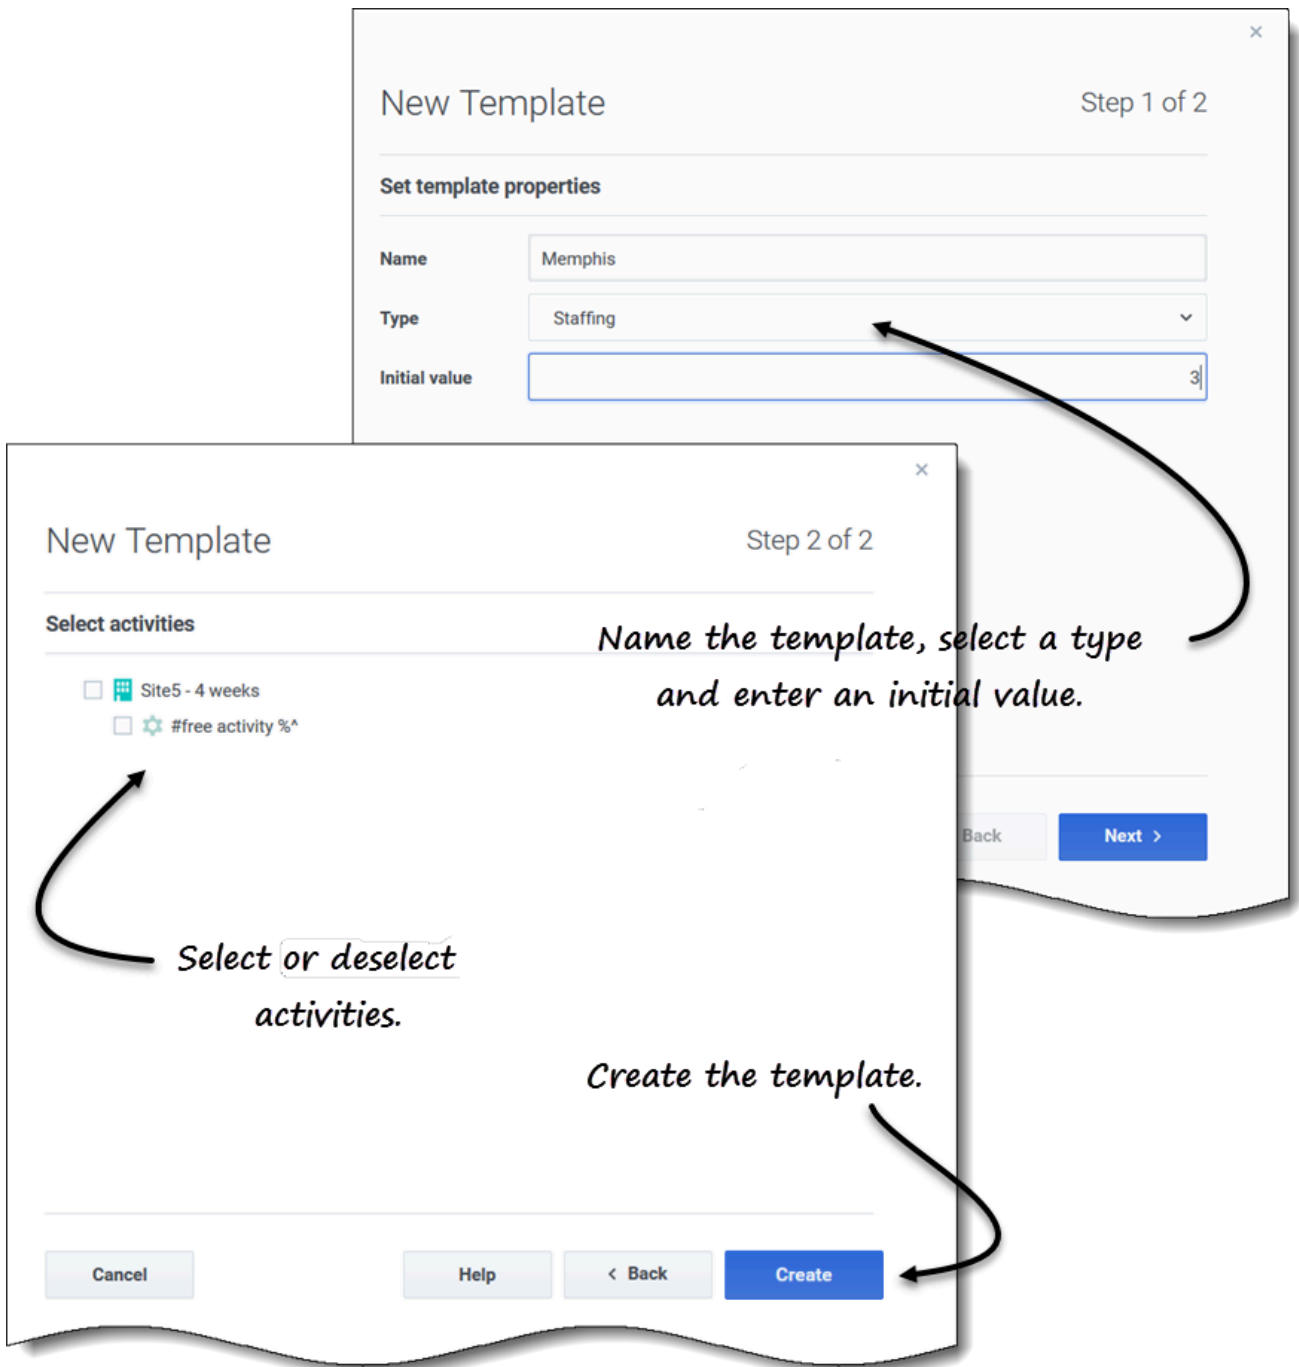 ×
New Template
Step 1 of 2
Set template properties
Name
Memphis
Type
Staffing
Initial value
3
Back
Next >
×
New Template
Step 2 of 2
Select activities
Site5 - 4 weeks
#free activity %^
Name the template, select a type
and enter an initial value.
Select or deselect
activities.
Create the template.
Cancel
Help
< Back
Create